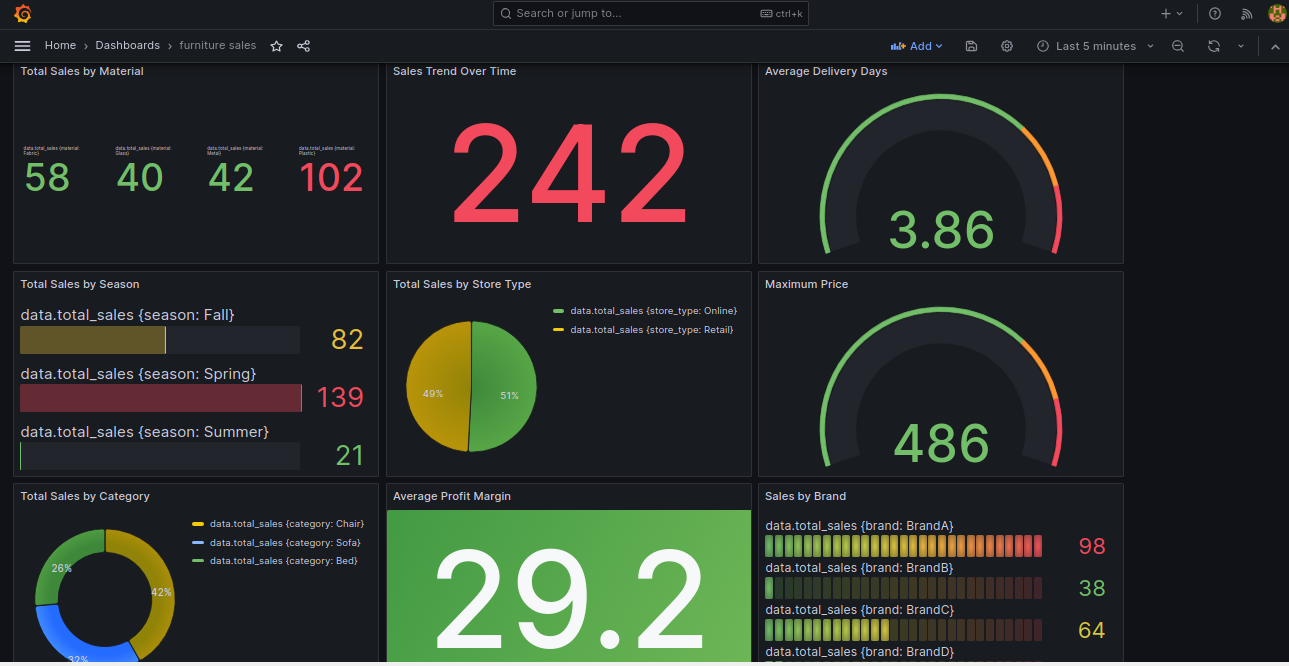 Search or jump to...
ctrl+k
Home › Dashboards › furniture sales
Add
Last 5 minutes
Total Sales by Material
data.total_sales {material: Fabric}
58
data.total_sales {material: Glass}
40
data.total_sales {material: Metal}
42
data.total_sales {material: Plastic}
102
Sales Trend Over Time
242
Average Delivery Days
3.86
Total Sales by Season
data.total_sales {season: Fall}
82
data.total_sales {season: Spring}
139
data.total_sales {season: Summer}
21
Total Sales by Store Type
49%
51%
data.total_sales {store_type: Online}
data.total_sales {store_type: Retail}
Maximum Price
486
Total Sales by Category
26%
42%
32%
data.total_sales {category: Chair}
data.total_sales {category: Sofa}
data.total_sales {category: Bed}
Average Profit Margin
29.2
Sales by Brand
data.total_sales {brand: BrandA}
98
data.total_sales {brand: BrandB}
38
data.total_sales {brand: BrandC}
64
data.total_sales {brand: BrandD}